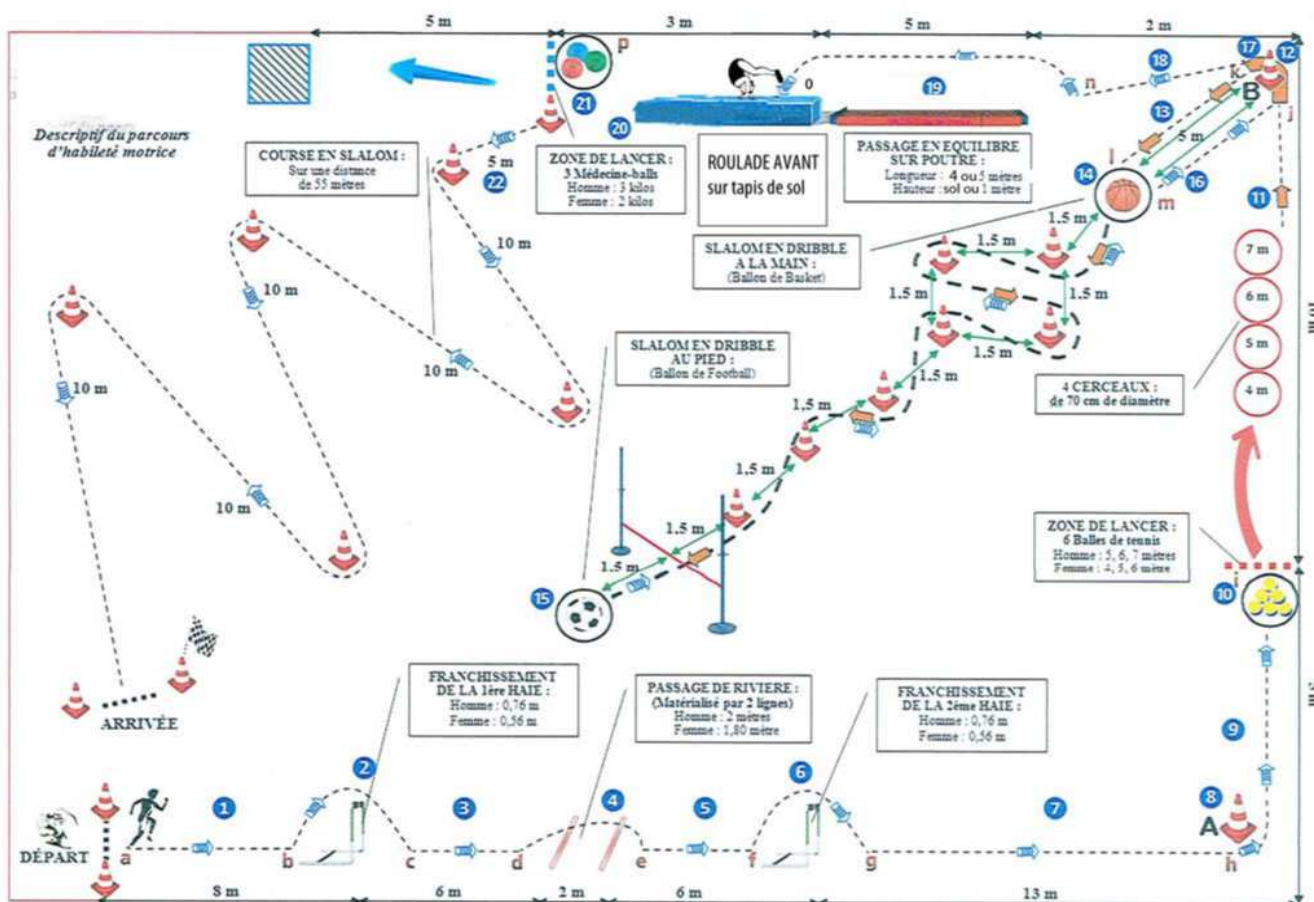 5 m
3 m
5 m
2 m
Descriptif du parcours
d'habileté motrice
COURSE EN SLALOM :
Sur une distance
de 55 mètres
p
21
ZONE DE LANCER :
3 Médecine-balls
Homme : 3 kilos
Femme : 2 kilos
5 m
22
20
o
ROULADE AVANT
sur tapis de sol
19
PASSAGE EN EQUILIBRE
SUR POUTRE :
Longueur : 4 ou 5 mètres
Hauteur : sol ou 1 mètre
n
18
17
12
k
B
j
13
5 m
l
14
m
16
11
SLALOM EN DRIBBLE
A LA MAIN :
(Ballon de Basket)
1.5 m
1.5 m
1.5 m
1.5 m
1.5 m
1.5 m
1,5 m
1.5 m
1.5 m
1.5 m
7 m
6 m
5 m
4 m
4 CERCEAUX :
de 70 cm de diamètre
10 m
10 m
10 m
10 m
10 m
SLALOM EN DRIBBLE
AU PIED :
(Ballon de Football)
15
ZONE DE LANCER :
6 Balles de tennis
Homme : 5, 6, 7 mètres
Femme : 4, 5, 6 mètre
i
10
9
ARRIVÉE
FRANCHISSEMENT
DE LA 1ère HAIE :
Homme : 0,76 m
Femme : 0,56 m
PASSAGE DE RIVIERE :
(Matérialisé par 2 lignes)
Homme : 2 mètres
Femme : 1,80 mètre
FRANCHISSEMENT
DE LA 2ème HAIE :
Homme : 0,76 m
Femme : 0,56 m
1
2
3
4
5
6
7
8
A
DÉPART
a
b
c
d
e
f
g
h
8 m
6 m
2 m
6 m
13 m